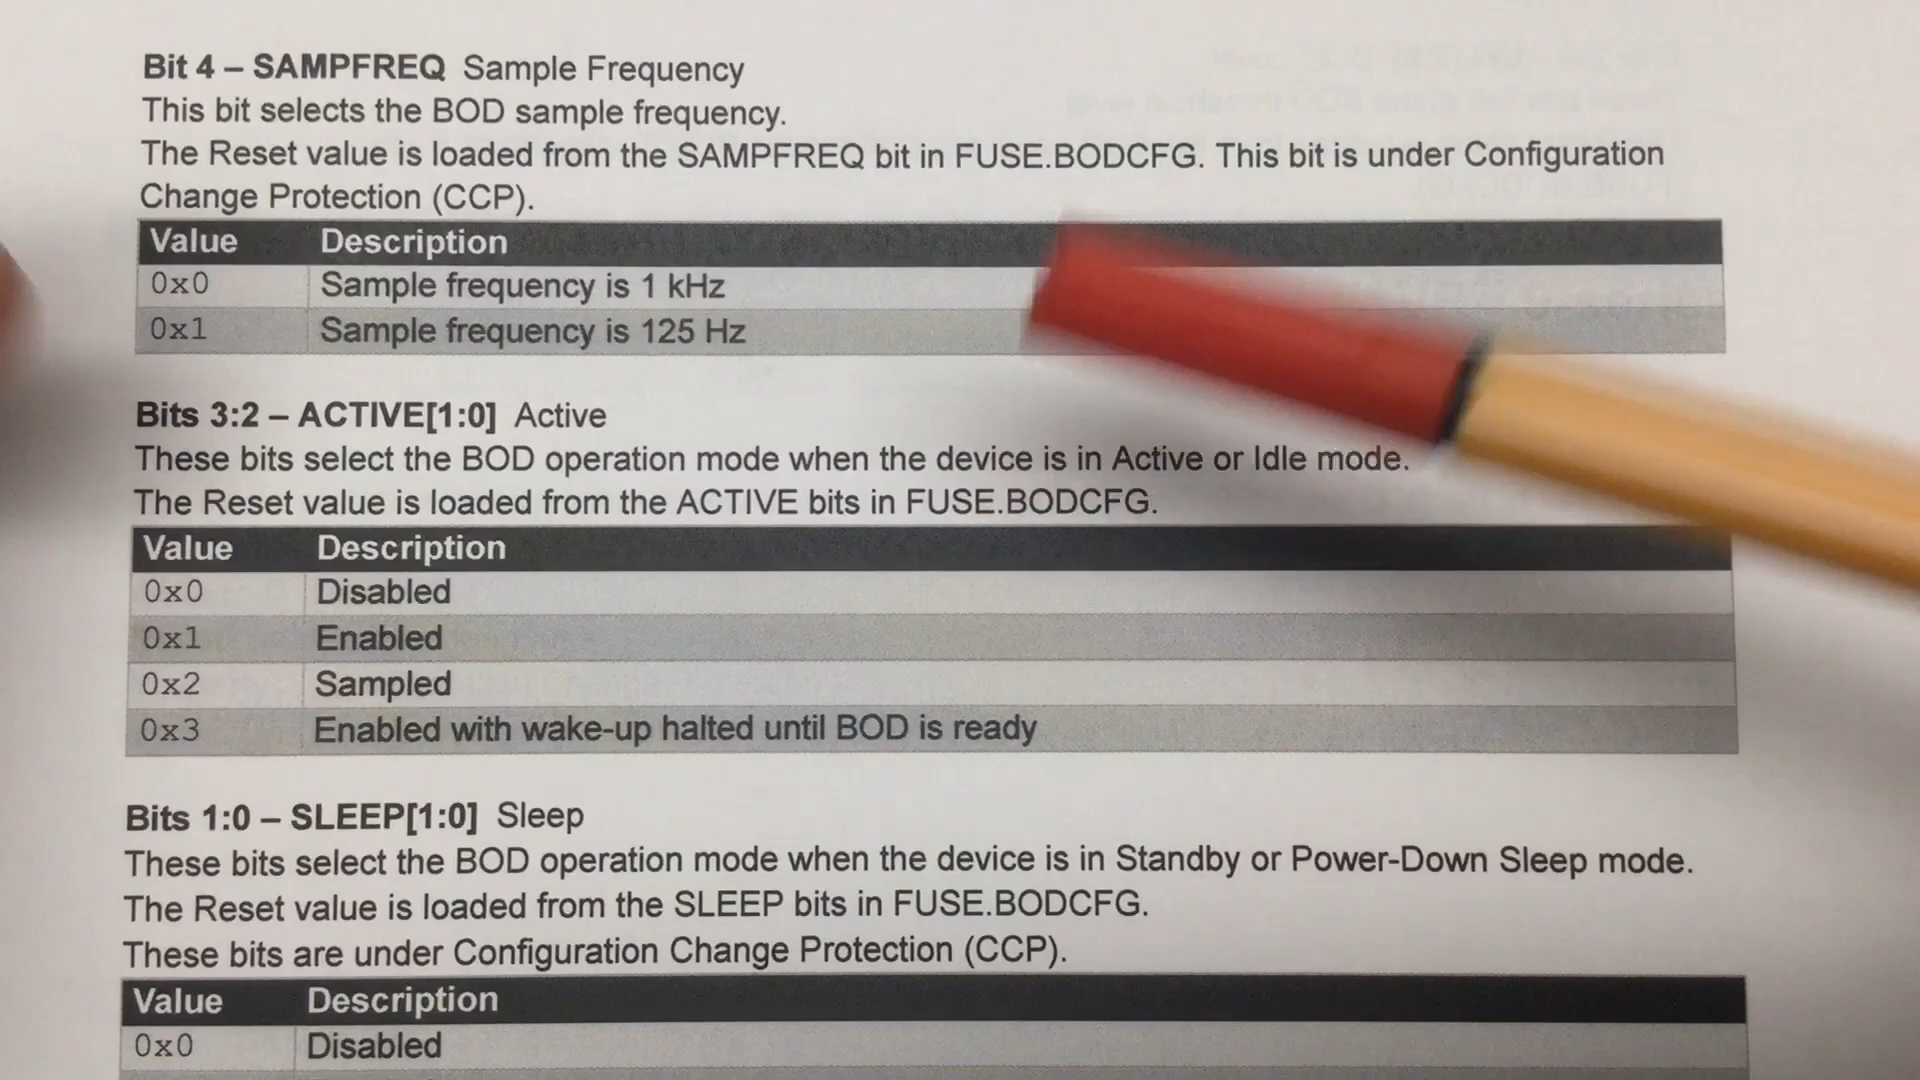 Bit 4 – SAMPFREQ Sample Frequency
This bit selects the BOD sample frequency.
The Reset value is loaded from the SAMPFREQ bit in FUSE.BODCFG. This bit is under Configuration
Change Protection (CCP).
Value Description
0x0 Sample frequency is 1 kHz
0x1 Sample frequency is 125 Hz
Bits 3:2 – ACTIVE[1:0] Active
These bits select the BOD operation mode when the device is in Active or Idle mode.
The Reset value is loaded from the ACTIVE bits in FUSE.BODCFG.
Value Description
0x0 Disabled
0x1 Enabled
0x2 Sampled
0x3 Enabled with wake-up halted until BOD is ready
Bits 1:0 – SLEEP[1:0] Sleep
These bits select the BOD operation mode when the device is in Standby or Power-Down Sleep mode.
The Reset value is loaded from the SLEEP bits in FUSE.BODCFG.
These bits are under Configuration Change Protection (CCP).
Value Description
0x0 Disabled